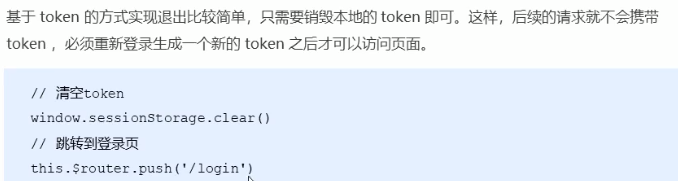 基于 token 的方式实现退出比较简单，只需要销毁本地的 token 即可。这样，后续的请求就不会携带
token ，必须重新登录生成一个新的 token 之后才可以访问页面。
// 清空token
window.sessionStorage.clear()
// 跳转到登录页
this.$router.push('/login')